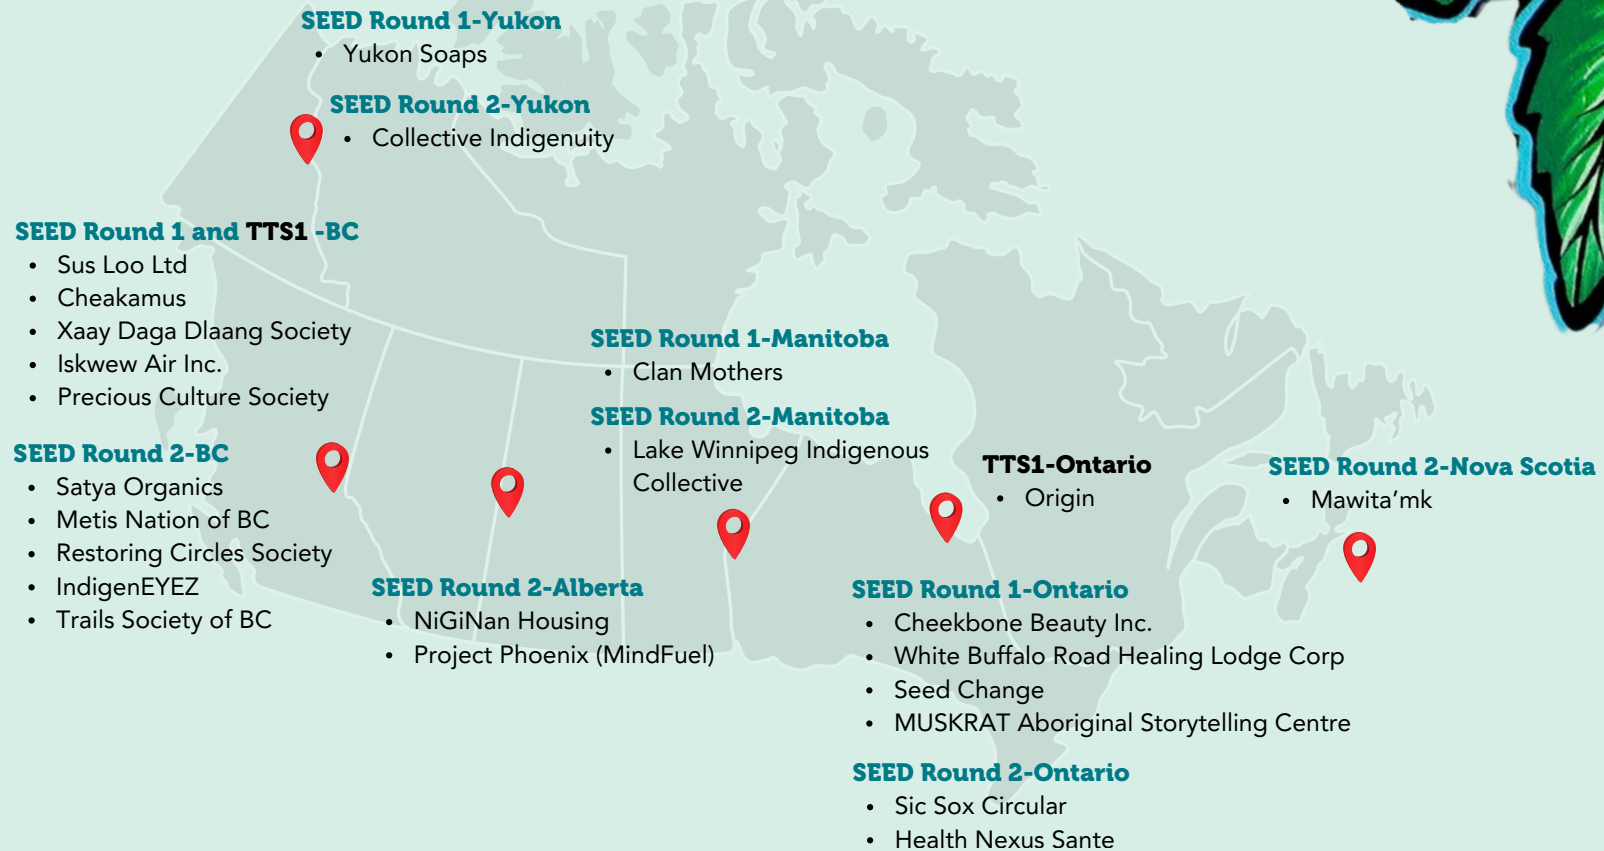 SEED Round 1-Yukon
• Yukon Soaps
SEED Round 2-Yukon
• Collective Indigenuity
SEED Round 1 and TTS1 -BC
• Sus Loo Ltd
• Cheakamus
• Xaay Daga Dlaang Society
• Iskwew Air Inc.
• Precious Culture Society
SEED Round 2-BC
• Satya Organics
• Metis Nation of BC
• Restoring Circles Society
• IndigenEYEZ
• Trails Society of BC
SEED Round 2-Alberta
• NiGiNan Housing
• Project Phoenix (MindFuel)
SEED Round 1-Manitoba
• Clan Mothers
SEED Round 2-Manitoba
• Lake Winnipeg Indigenous
Collective
TTS1-Ontario
• Origin
SEED Round 1-Ontario
• Cheekbone Beauty Inc.
• White Buffalo Road Healing Lodge Corp
• Seed Change
• MUSKRAT Aboriginal Storytelling Centre
SEED Round 2-Ontario
• Sic Sox Circular
• Health Nexus Sante
SEED Round 2-Nova Scotia
• Mawita’mk